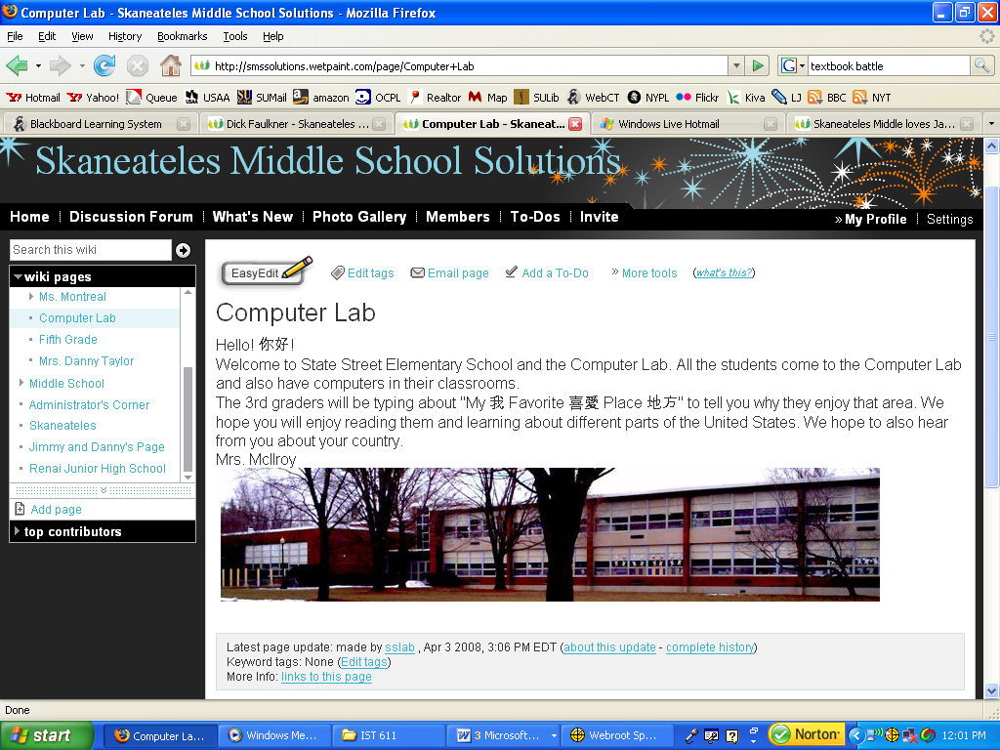 Computer Lab - Skaneateles Middle School Solutions - Mozilla Firefox
File Edit View History Bookmarks Tools Help
http://smssolutions.wetpaint.com/page/Computer+Lab textbook battle
Hotmail Yahoo! Queue USAA SUMail amazon OCPL Realtor Map SULib WebCT NYPL Flickr Kiva LJ BBC NYT
Blackboard Learning System Dick Faulkner - Skaneateles ... Computer Lab - Skaneat... Windows Live Hotmail Skaneateles Middle loves Ja...
Skaneateles Middle School Solutions
Home Discussion Forum What's New Photo Gallery Members To-Dos Invite
» My Profile Settings
Search this wiki
wiki pages
Ms. Montreal
Computer Lab
Fifth Grade
Mrs. Danny Taylor
Middle School
Administrator's Corner
Skaneateles
Jimmy and Danny's Page
Renai Junior High School
Add page
top contributors
EasyEdit Edit tags Email page Add a To-Do » More tools (what's this?)
Computer Lab
Hello! 你好!
Welcome to State Street Elementary School and the Computer Lab. All the students come to the Computer Lab
and also have computers in their classrooms.
The 3rd graders will be typing about "My 我 Favorite 喜愛 Place 地方" to tell you why they enjoy that area. We
hope you will enjoy reading them and learning about different parts of the United States. We hope to also hear
from you about your country.
Mrs. McIlroy
Latest page update: made by sslab , Apr 3 2008, 3:06 PM EDT (about this update - complete history)
Keyword tags: None (Edit tags)
More Info: links to this page
Done
start Computer La... Windows Me... IST 611 3 Microsoft... Webroot Sp... Norton 12:01 PM